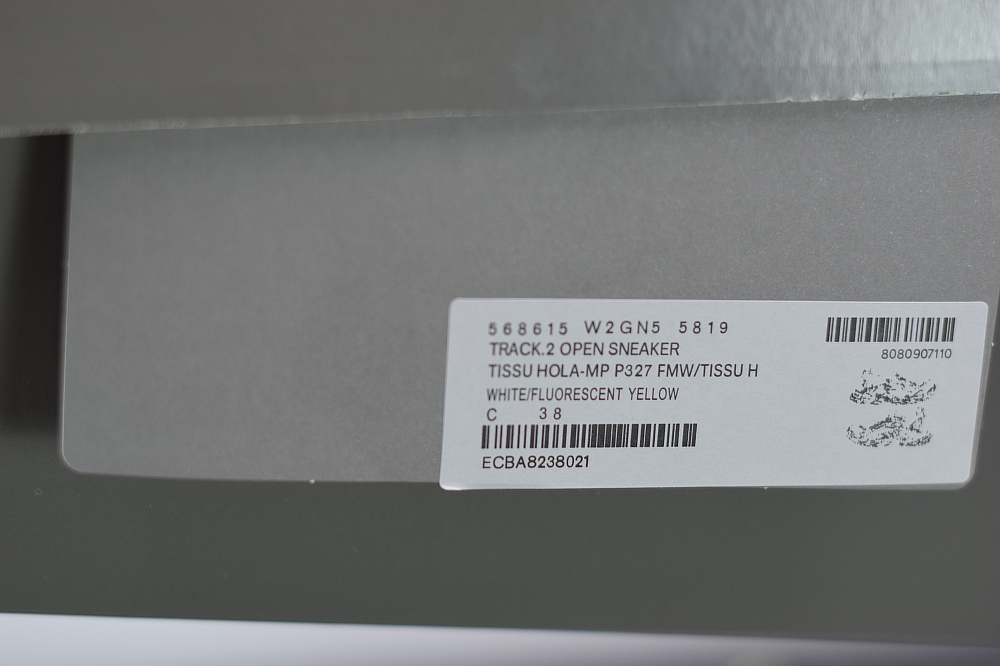 568615 W2GN5 5819
TRACK.2 OPEN SNEAKER
TISSU HOLA-MP P327 FMW/TISSU H
WHITE/FLUORESCENT YELLOW
C 38
ECBA8238021
8080907110